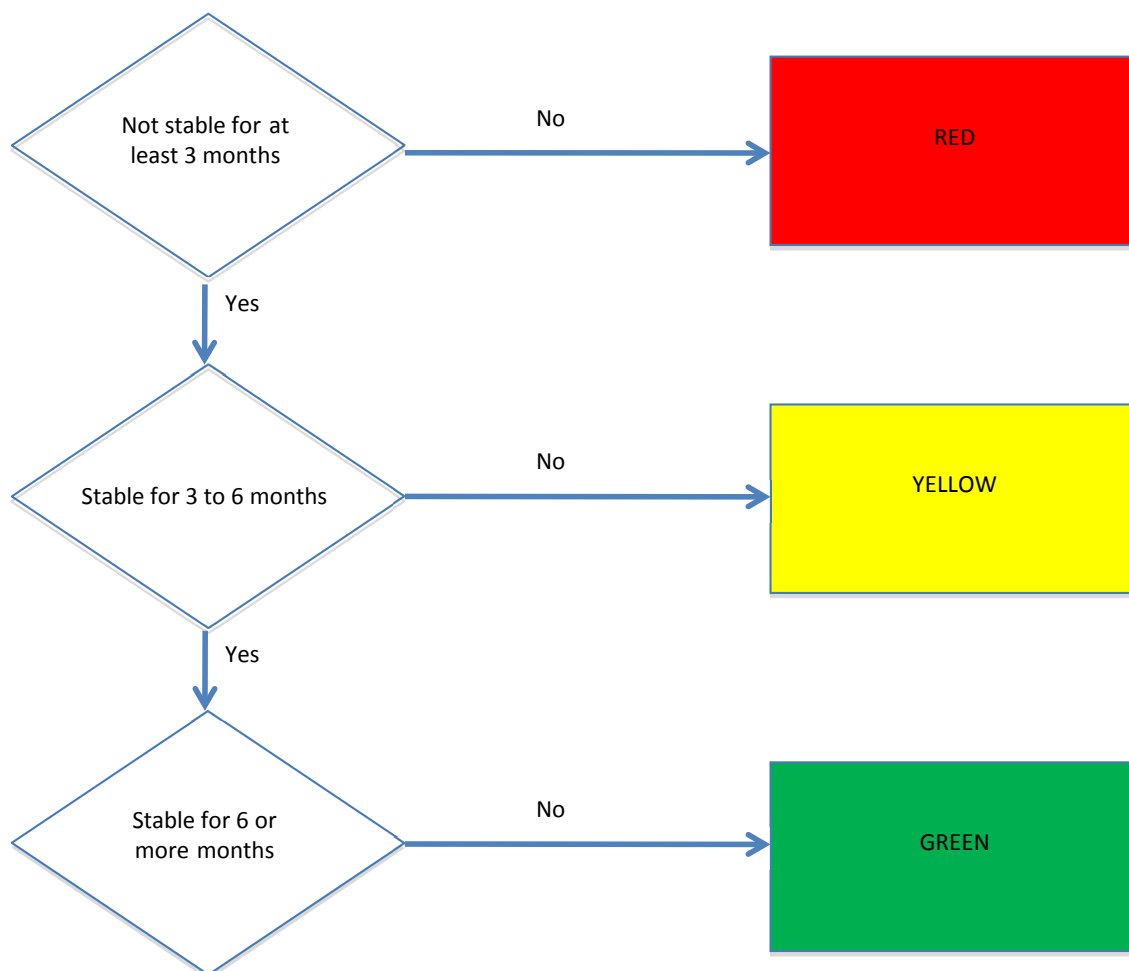 Not stable for at
least 3 months
No
RED
Yes
Stable for 3 to 6 months
No
YELLOW
Yes
Stable for 6 or
more months
No
GREEN